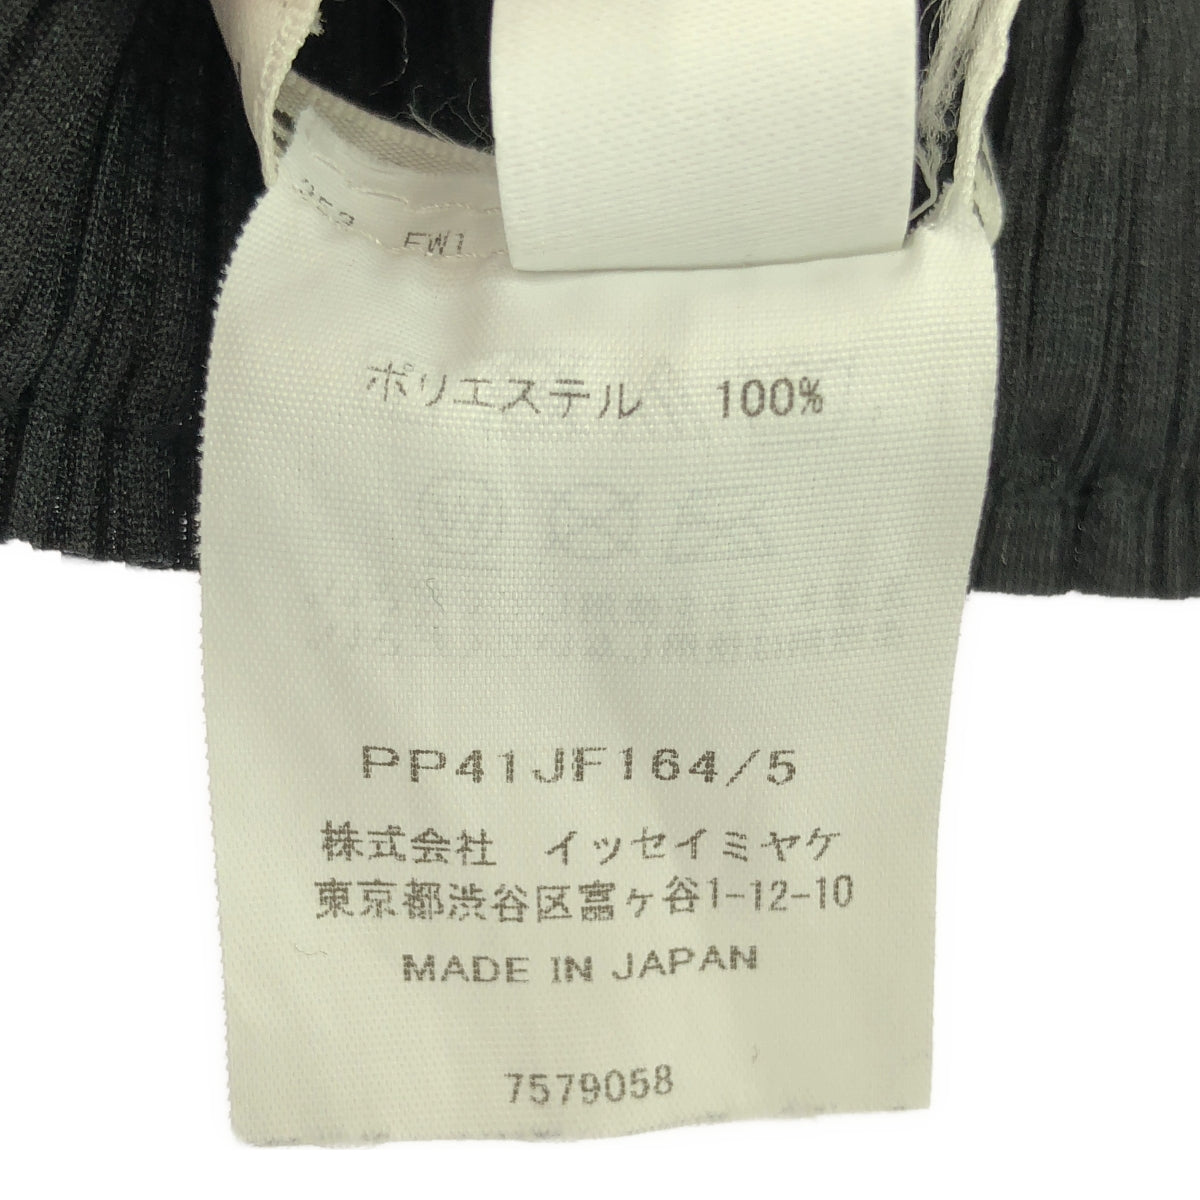 FW1
ポリエステル 100%
PP41JF164/5
株式会社 イッセイミヤケ
東京都渋谷区富ヶ谷1-12-10
MADE IN JAPAN
7579058